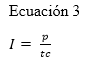 Ecuación 3
I = p/tc